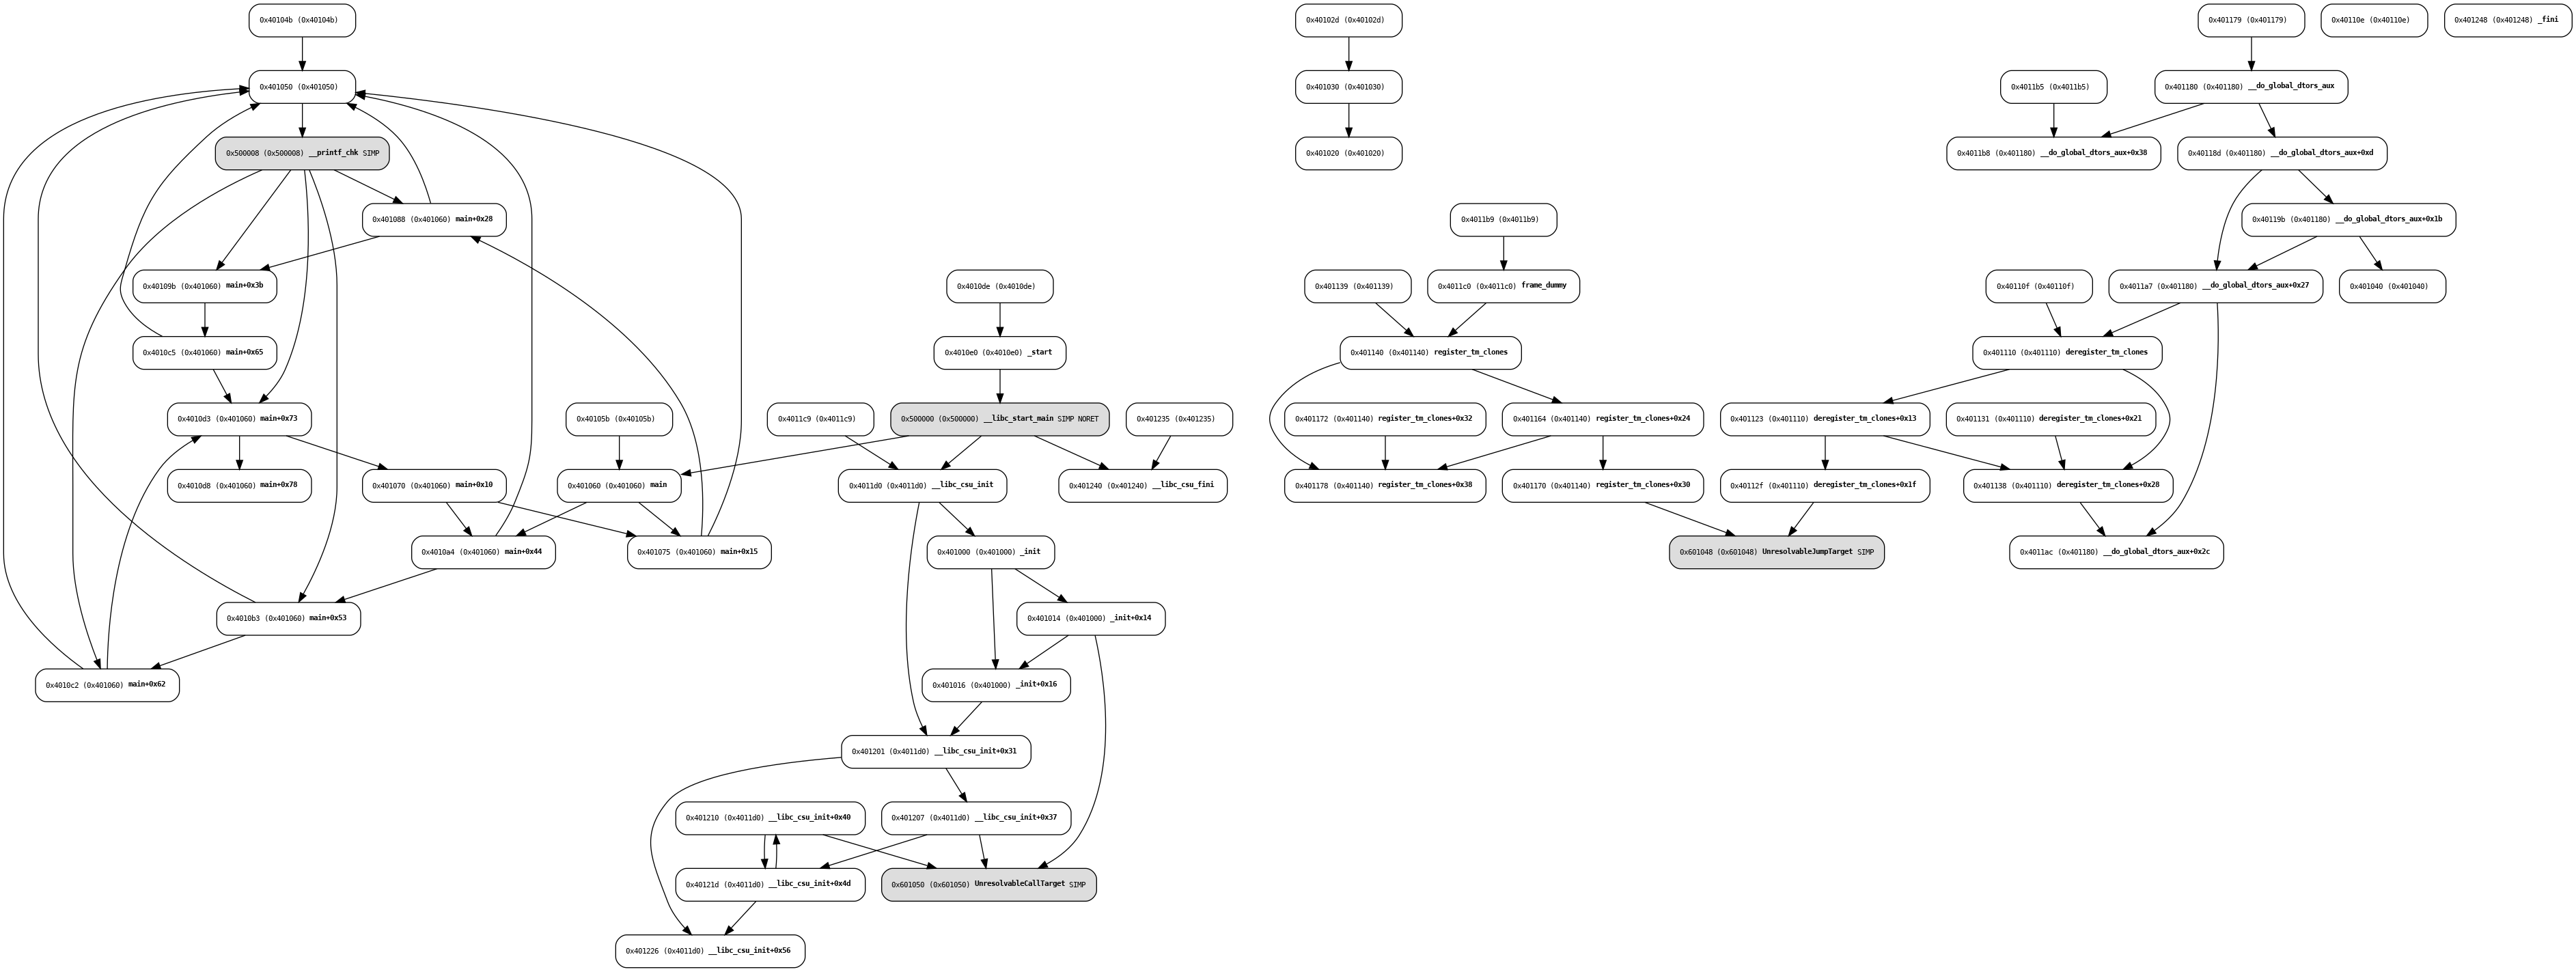 0x40104b (0x40104b)
0x40102d (0x40102d)
0x401179 (0x401179)
0x40110e (0x40110e)
0x401248 (0x401248) _fini
0x401050 (0x401050)
0x401030 (0x401030)
0x4011b5 (0x4011b5)
0x401180 (0x401180) __do_global_dtors_aux
0x500008 (0x500008) __printf_chk SIMP
0x401020 (0x401020)
0x4011b8 (0x401180) __do_global_dtors_aux+0x38
0x40118d (0x401180) __do_global_dtors_aux+0xd
0x401088 (0x401060) main+0x28
0x4011b9 (0x4011b9)
0x40119b (0x401180) __do_global_dtors_aux+0x1b
0x40109b (0x401060) main+0x3b
0x4010de (0x4010de)
0x401139 (0x401139)
0x4011c0 (0x4011c0) frame_dummy
0x40110f (0x40110f)
0x4011a7 (0x401180) __do_global_dtors_aux+0x27
0x401040 (0x401040)
0x4010c5 (0x401060) main+0x65
0x4010e0 (0x4010e0) _start
0x401140 (0x401140) register_tm_clones
0x401110 (0x401110) deregister_tm_clones
0x4010d3 (0x401060) main+0x73
0x40105b (0x40105b)
0x4011c9 (0x4011c9)
0x500000 (0x500000) __libc_start_main SIMP NORET
0x401235 (0x401235)
0x401172 (0x401140) register_tm_clones+0x32
0x401164 (0x401140) register_tm_clones+0x24
0x401123 (0x401110) deregister_tm_clones+0x13
0x401131 (0x401110) deregister_tm_clones+0x21
0x4010d8 (0x401060) main+0x78
0x401070 (0x401060) main+0x10
0x401060 (0x401060) main
0x4011d0 (0x4011d0) __libc_csu_init
0x401240 (0x401240) __libc_csu_fini
0x401178 (0x401140) register_tm_clones+0x38
0x401170 (0x401140) register_tm_clones+0x30
0x40112f (0x401110) deregister_tm_clones+0x1f
0x401138 (0x401110) deregister_tm_clones+0x28
0x4010a4 (0x401060) main+0x44
0x401075 (0x401060) main+0x15
0x401000 (0x401000) _init
0x601048 (0x601048) UnresolvableJumpTarget SIMP
0x4011ac (0x401180) __do_global_dtors_aux+0x2c
0x4010b3 (0x401060) main+0x53
0x401014 (0x401000) _init+0x14
0x4010c2 (0x401060) main+0x62
0x401016 (0x401000) _init+0x16
0x401201 (0x4011d0) __libc_csu_init+0x31
0x401210 (0x4011d0) __libc_csu_init+0x40
0x401207 (0x4011d0) __libc_csu_init+0x37
0x40121d (0x4011d0) __libc_csu_init+0x4d
0x601050 (0x601050) UnresolvableCallTarget SIMP
0x401226 (0x4011d0) __libc_csu_init+0x56